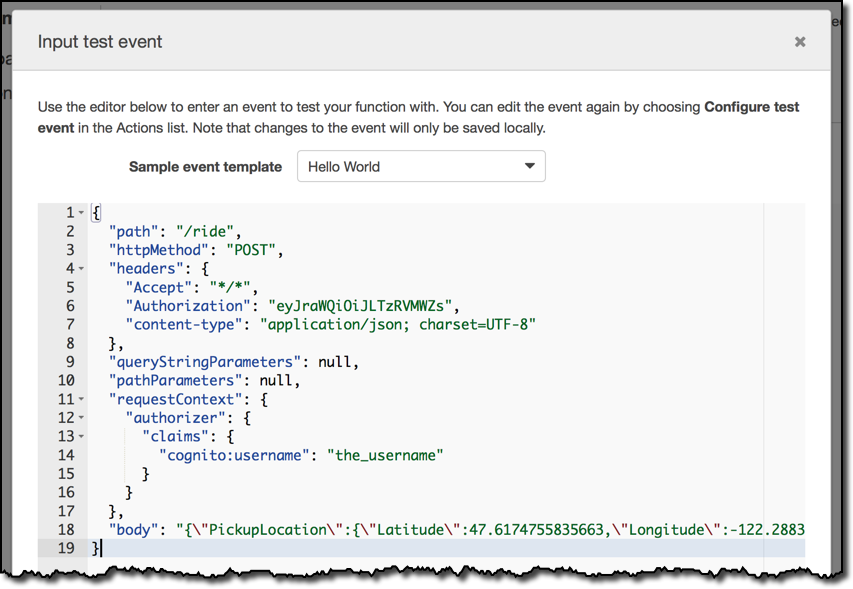 Input test event
Use the editor below to enter an event to test your function with. You can edit the event again by choosing Configure test
event in the Actions list. Note that changes to the event will only be saved locally.
Sample event template Hello World
1 {
2 "path": "/ride",
3 "httpMethod": "POST",
4 "headers": {
5 "Accept": "*/*",
6 "Authorization": "eyJraWQiOiJLTzRVMWZs",
7 "content-type": "application/json; charset=UTF-8"
8 },
9 "queryStringParameters": null,
10 "pathParameters": null,
11 "requestContext": {
12 "authorizer": {
13 "claims": {
14 "cognito:username": "the_username"
15 }
16 }
17 },
18 "body": "{\"PickupLocation\":{\"Latitude\":47.6174755835663,\"Longitude\":-122.2883
19 }